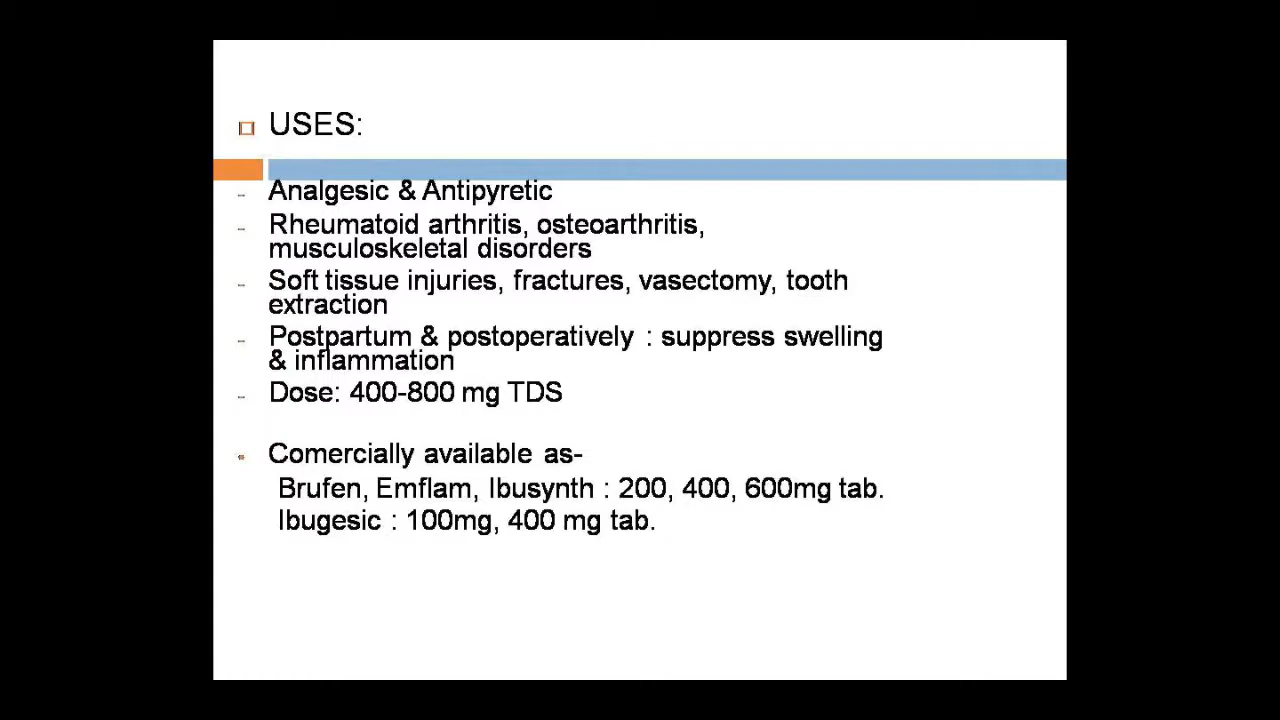 USES:
- Analgesic & Antipyretic
- Rheumatoid arthritis, osteoarthritis,
musculoskeletal disorders
- Soft tissue injuries, fractures, vasectomy, tooth
extraction
- Postpartum & postoperatively : suppress swelling
& inflammation
- Dose: 400-800 mg TDS
• Comercially available as-
Brufen, Emflam, Ibusynth : 200, 400, 600mg tab.
Ibugesic : 100mg, 400 mg tab.